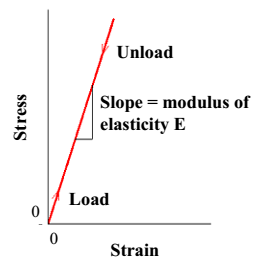 Unload
Slope = modulus of
elasticity E
Stress
Load
0
0
Strain